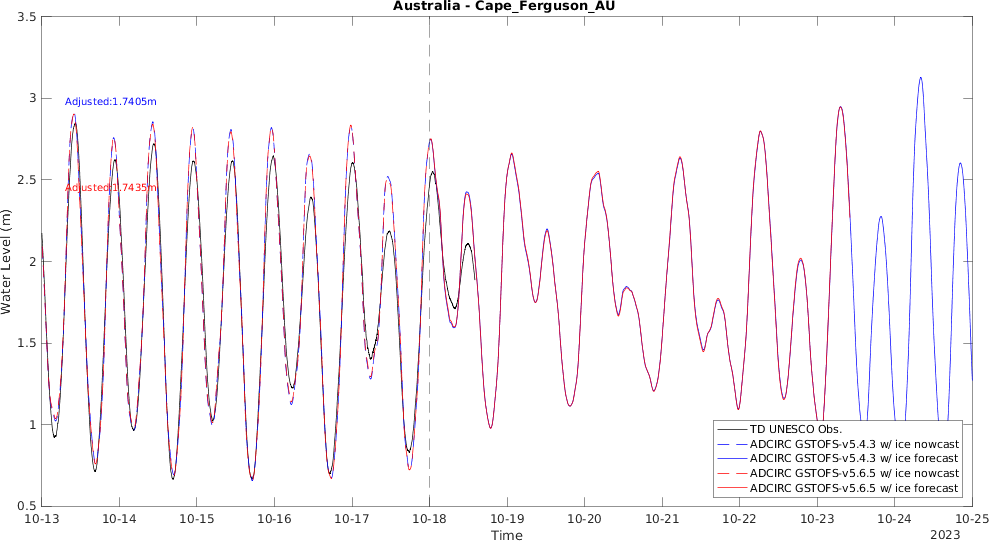 Australia - Cape_Ferguson_AU
3.5
3
2.5
2
1.5
1
0.5
Water Level (m)
Adjusted:1.7405m
Adjusted:1.7435m
TD UNESCO Obs.
ADCIRC GSTOFS-v5.4.3 w/ ice nowcast
ADCIRC GSTOFS-v5.4.3 w/ ice forecast
ADCIRC GSTOFS-v5.6.5 w/ ice nowcast
ADCIRC GSTOFS-v5.6.5 w/ ice forecast
10-13 10-14 10-15 10-16 10-17 10-18 10-19 10-20 10-21 10-22 10-23 10-24 10-25
Time
2023